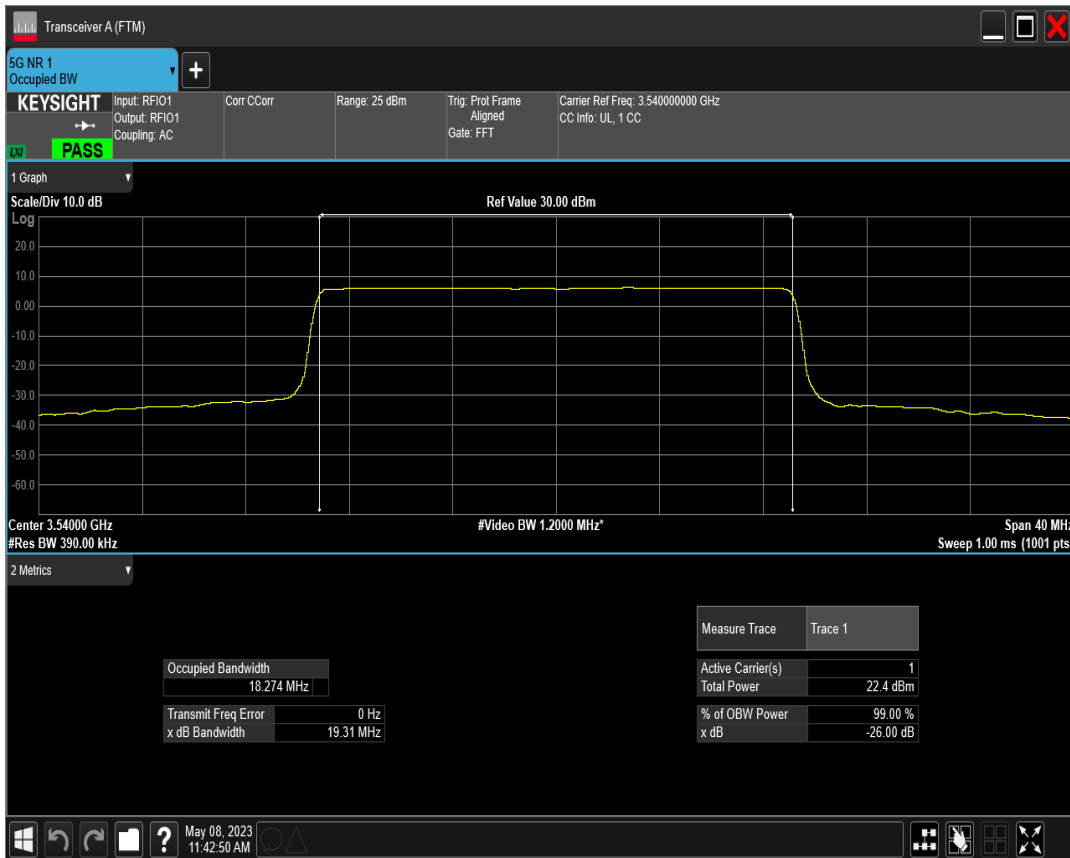 Transceiver A (FTM)
5G NR 1
Occupied BW
+
KEYSIGHT
LXI
PASS
Input: RFIO1
Output: RFIO1
Coupling: AC
Corr CCorr
Range: 25 dBm
Trig: Prot Frame
Aligned
Gate: FFT
Carrier Ref Freq: 3.540000000 GHz
CC Info: UL, 1 CC
1 Graph
Scale/Div 10.0 dB
Ref Value 30.00 dBm
Log
20.0
10.0
0.00
-10.0
-20.0
-30.0
-40.0
-50.0
-60.0
Center 3.54000 GHz
#Video BW 1.2000 MHz*
Span 40 MHz
#Res BW 390.00 kHz
Sweep 1.00 ms (1001 pts
2 Metrics
Measure Trace Trace 1
Occupied Bandwidth
18.274 MHz
Active Carrier(s) 1
Total Power 22.4 dBm
Transmit Freq Error 0 Hz
x dB Bandwidth 19.31 MHz
% of OBW Power 99.00 %
x dB -26.00 dB
?
May 08, 2023
11:42:50 AM